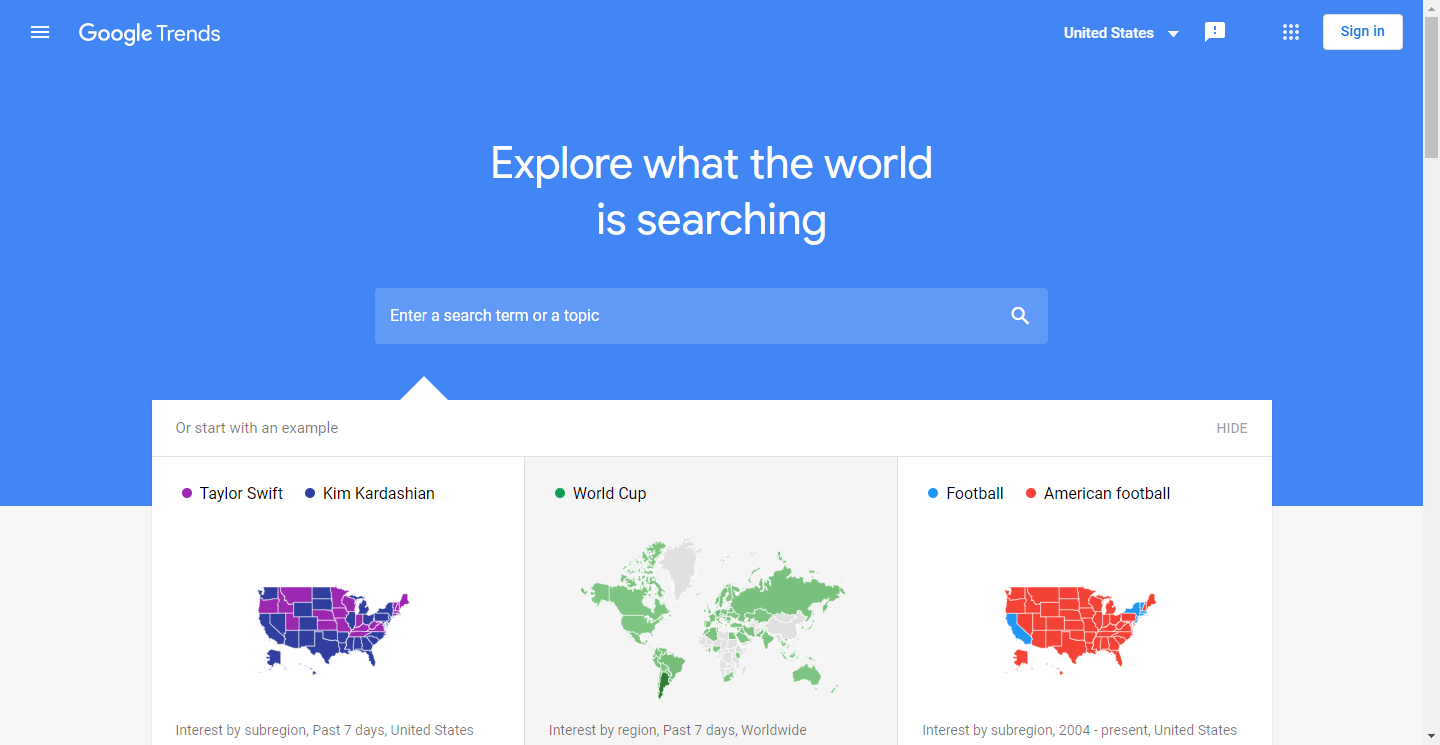 Google Trends
United States
Sign in
Explore what the world
is searching
Enter a search term or a topic
Or start with an example
HIDE
Taylor Swift
Kim Kardashian
World Cup
Football
American football
Interest by subregion, Past 7 days, United States
Interest by region, Past 7 days, Worldwide
Interest by subregion, 2004 - present, United States